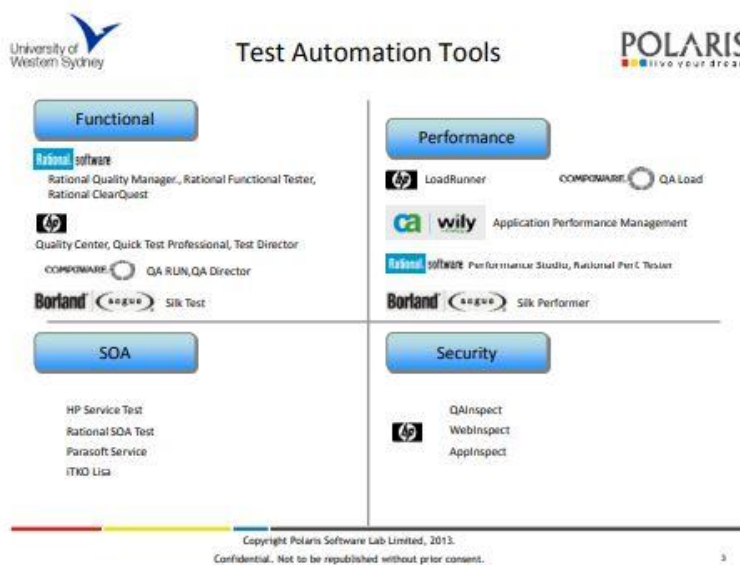 University of
Western Sydney
Test Automation Tools
POLARIS
live your dream
Functional
Rational software
Rational Quality Manager., Rational Functional Tester,
Rational ClearQuest
hp
Quality Center, Quick Test Professional, Test Director
COMPUWARE QA RUN,QA Director
Borland segue Silk Test
Performance
hp LoadRunner COMPUWARE QA Load
ca wily Application Performance Management
Rational software Performance Studio, Rational Perf. Tester
Borland segue Silk Performer
SOA
HP Service Test
Rational SOA Test
Parasoft Service
iTKO Lisa
Security
QAInspect
hp WebInspect
AppInspect
Copyright Polaris Software Lab Limited, 2013.
Confidential. Not to be republished without prior consent.
3